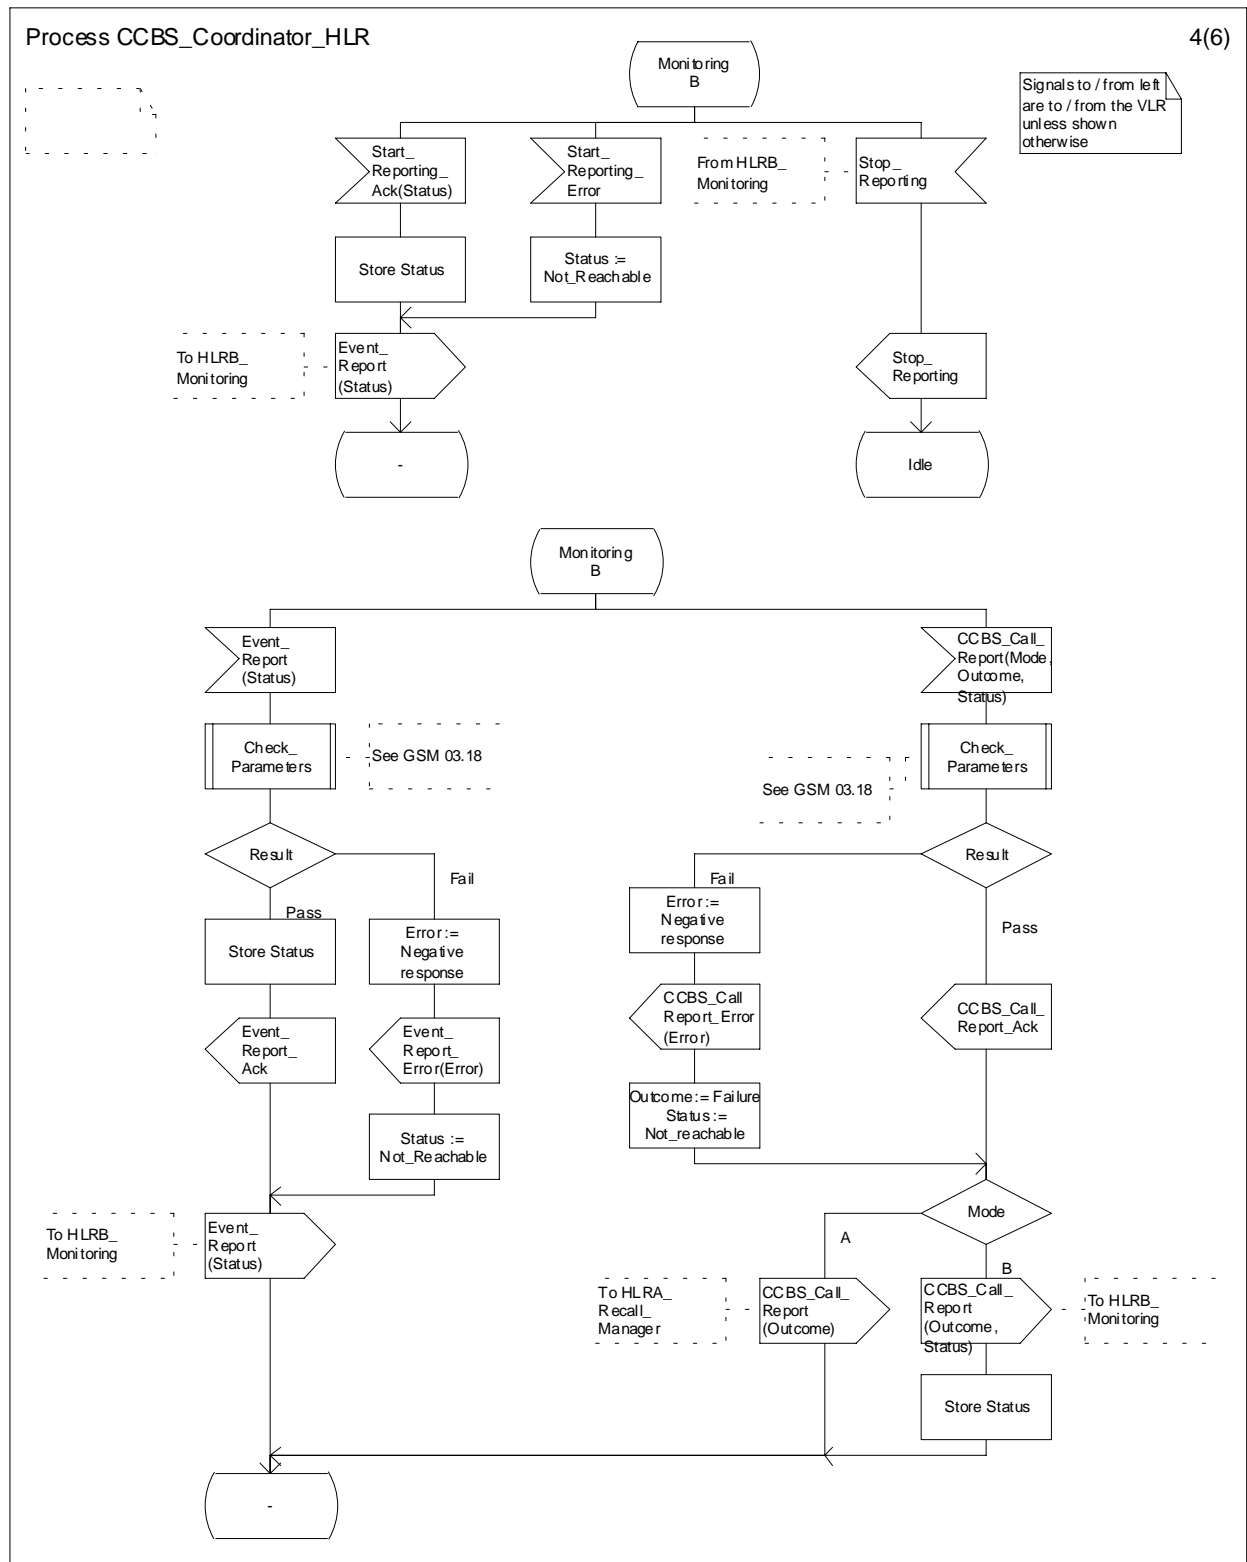 Process CCBS_Coordinator_HLR
4(6)
Monitoring
B
Signals to / from left
are to / from the VLR
unless shown
otherwise
Start_
Reporting_
Ack(Status)
Start_
Reporting_
Error
From HLRB_
Monitoring
Stop_
Reporting
Store Status
Status :=
Not_Reachable
To HLRB_
Monitoring
Event_
Report
(Status)
Stop_
Reporting
-
Idle
Monitoring
B
Event_
Report
(Status)
CCBS_Call_
Report(Mode,
Outcome,
Status)
Check_
Parameters
See GSM 03.18
See GSM 03.18
Check_
Parameters
Result
Fail
Pass
Result
Fail
Pass
Store Status
Error :=
Negative
response
Error :=
Negative
response
Event_
Report_
Ack
Event_
Report_
Error(Error)
CCBS_Call
Report_Error
(Error)
CCBS_Call_
Report_Ack
Status :=
Not_Reachable
Outcome := Failure
Status :=
Not_reachable
To HLRB_
Monitoring
Event_
Report
(Status)
Mode
A
B
To HLRA_
Recall_
Manager
CCBS_Call_
Report
(Outcome)
CCBS_Call_
Report
(Outcome,
Status)
To HLRB_
Monitoring
Store Status
-